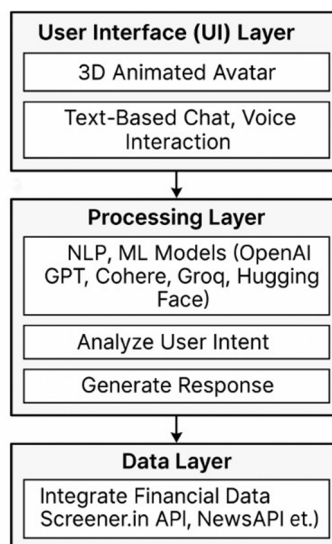 User Interface (UI) Layer
3D Animated Avatar
Text-Based Chat, Voice
Interaction
Processing Layer
NLP, ML Models (OpenAI
GPT, Cohere, Groq, Hugging
Face)
Analyze User Intent
Generate Response
Data Layer
Integrate Financial Data
Screener.in API, NewsAPI et.)